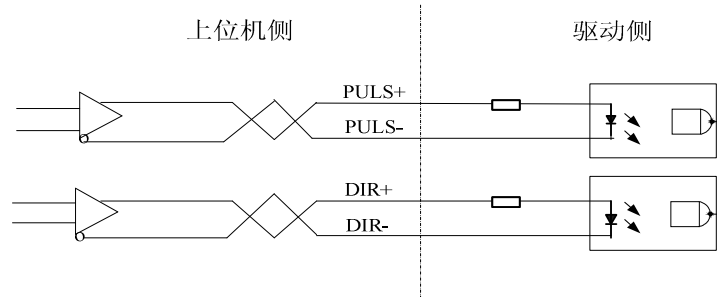 上位机侧
驱动侧
PULS+
PULS-
DIR+
DIR-